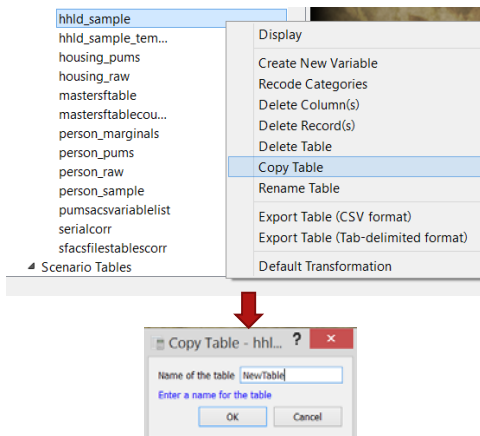 hhld_sample
hhld_sample_tem...
housing_pums
housing_raw
mastersftable
mastersftablecou...
person_marginals
person_pums
person_raw
person_sample
pumsacsvariablelist
serialcorr
sfacsfilestablescorr
Scenario Tables
Display
Create New Variable
Recode Categories
Delete Column(s)
Delete Record(s)
Delete Table
Copy Table
Rename Table
Export Table (CSV format)
Export Table (Tab-delimited format)
Default Transformation
Copy Table - hhl... ? ×
Name of the table NewTable
Enter a name for the table
OK Cancel